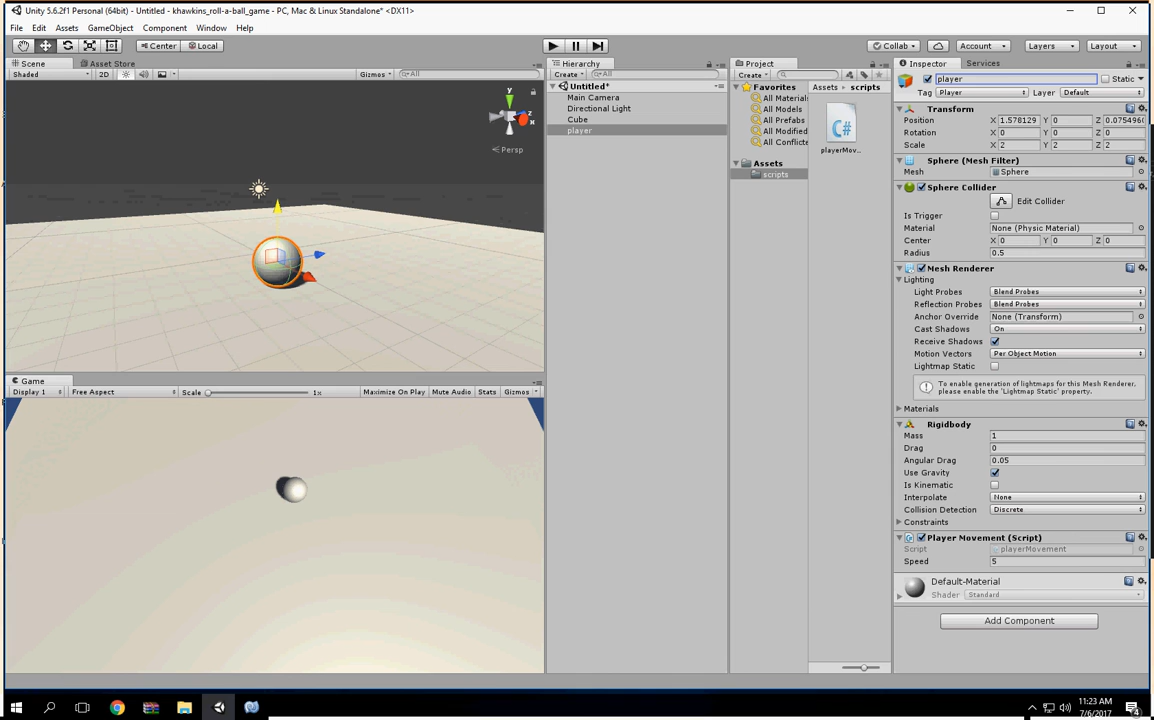 Unity 5.6.2f1 Personal (64bit) - Untitled - khawkins_roll-a-ball_game - PC, Mac & Linux Standalone* <DX11>
File Edit Assets GameObject Component Window Help
Center Local Collab Account Layers Layout
Scene Asset Store
Shaded 2D Gizmos All
y
x
z
Persp
Game
Display 1 Free Aspect Scale 1x Maximize On Play Mute Audio Stats Gizmos
Hierarchy
Create All
Untitled*
Main Camera
Directional Light
Cube
player
Project
Create
Favorites
All Materials
All Models
All Prefabs
All Modified
All Conflicte
Assets
scripts
Assets scripts
C#
playerMov...
Inspector Services
player Static
Tag Player Layer Default
Transform
Position X 1.578129 Y 0 Z 0.0754960
Rotation X 0 Y 0 Z 0
Scale X 2 Y 2 Z 2
Sphere (Mesh Filter)
Mesh Sphere
Sphere Collider
Edit Collider
Is Trigger
Material None (Physic Material)
Center X 0 Y 0 Z 0
Radius 0.5
Mesh Renderer
Lighting
Light Probes Blend Probes
Reflection Probes Blend Probes
Anchor Override None (Transform)
Cast Shadows On
Receive Shadows
Motion Vectors Per Object Motion
Lightmap Static
To enable generation of lightmaps for this Mesh Renderer,
please enable the 'Lightmap Static' property.
Materials
Rigidbody
Mass 1
Drag 0
Angular Drag 0.05
Use Gravity
Is Kinematic
Interpolate None
Collision Detection Discrete
Constraints
Player Movement (Script)
Script playerMovement
Speed 5
Default-Material
Shader Standard
Add Component
11:23 AM
7/6/2017
4